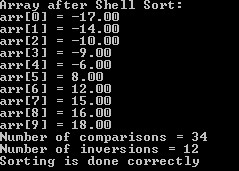 Array after Shell Sort:
arr[0] = -17.00
arr[1] = -14.00
arr[2] = -10.00
arr[3] = -9.00
arr[4] = -6.00
arr[5] = 8.00
arr[6] = 12.00
arr[7] = 15.00
arr[8] = 16.00
arr[9] = 18.00
Number of comparisons = 34
Number of inversions = 12
Sorting is done correctly